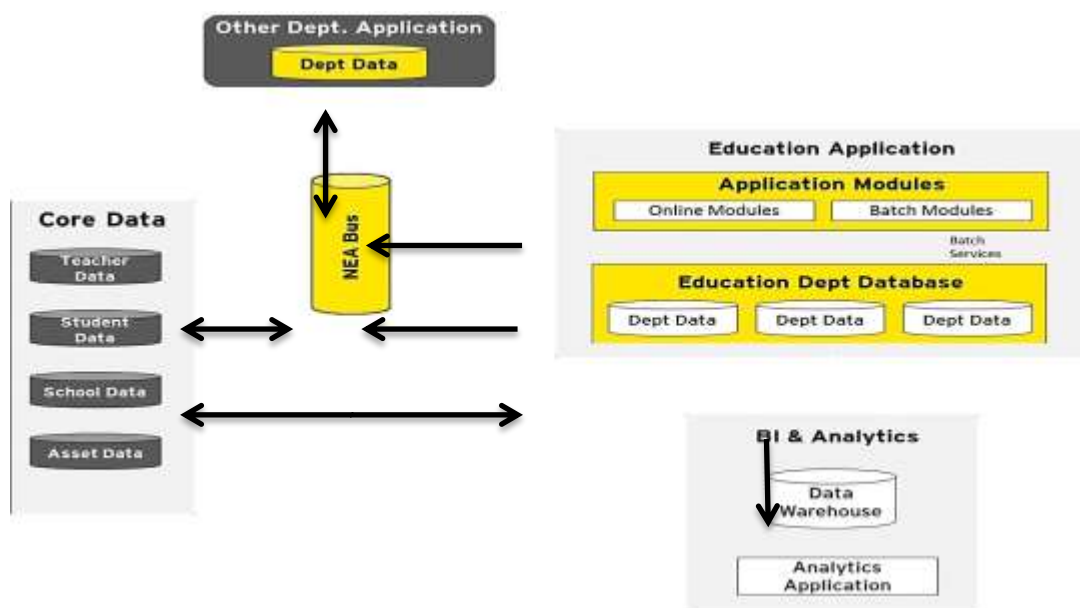 Other Dept. Application
Dept Data
NEA Bus
Core Data
Teacher
Data
Student
Data
School Data
Asset Data
Education Application
Application Modules
Online Modules
Batch Modules
Batch
Services
Education Dept Database
Dept Data
Dept Data
Dept Data
BI & Analytics
Data
Warehouse
Analytics
Application